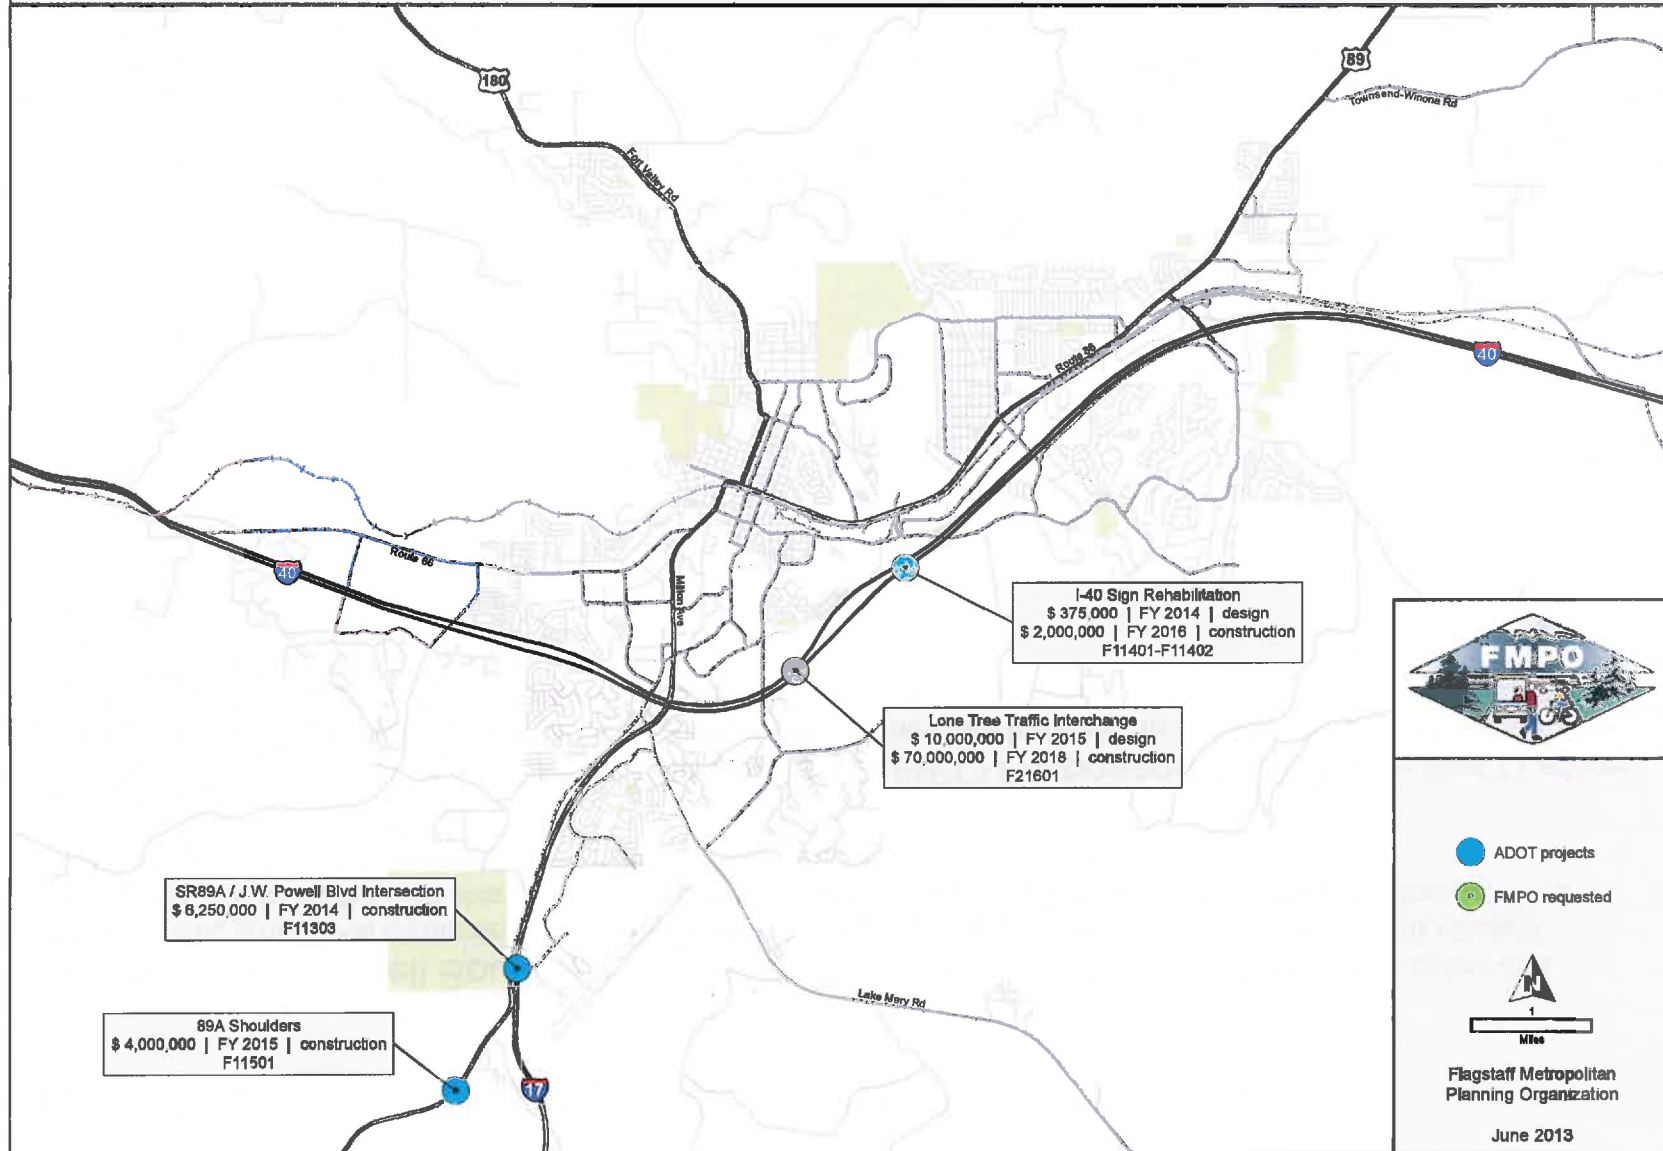 180
89
Townsend-Winona Rd
Fort Valley Rd
Route 66
40
Route 66
40
Milton Ave
I-40 Sign Rehabilitation
$ 375,000 | FY 2014 | design
$ 2,000,000 | FY 2016 | construction
F11401-F11402
FMPO
Lone Tree Traffic Interchange
$ 10,000,000 | FY 2015 | design
$ 70,000,000 | FY 2018 | construction
F21601
ADOT projects
FMPO requested
SR89A / J.W. Powell Blvd Intersection
$ 6,250,000 | FY 2014 | construction
F11303
N
1
Miles
Lake Mary Rd
89A Shoulders
$ 4,000,000 | FY 2015 | construction
F11501
17
Flagstaff Metropolitan
Planning Organization
June 2013